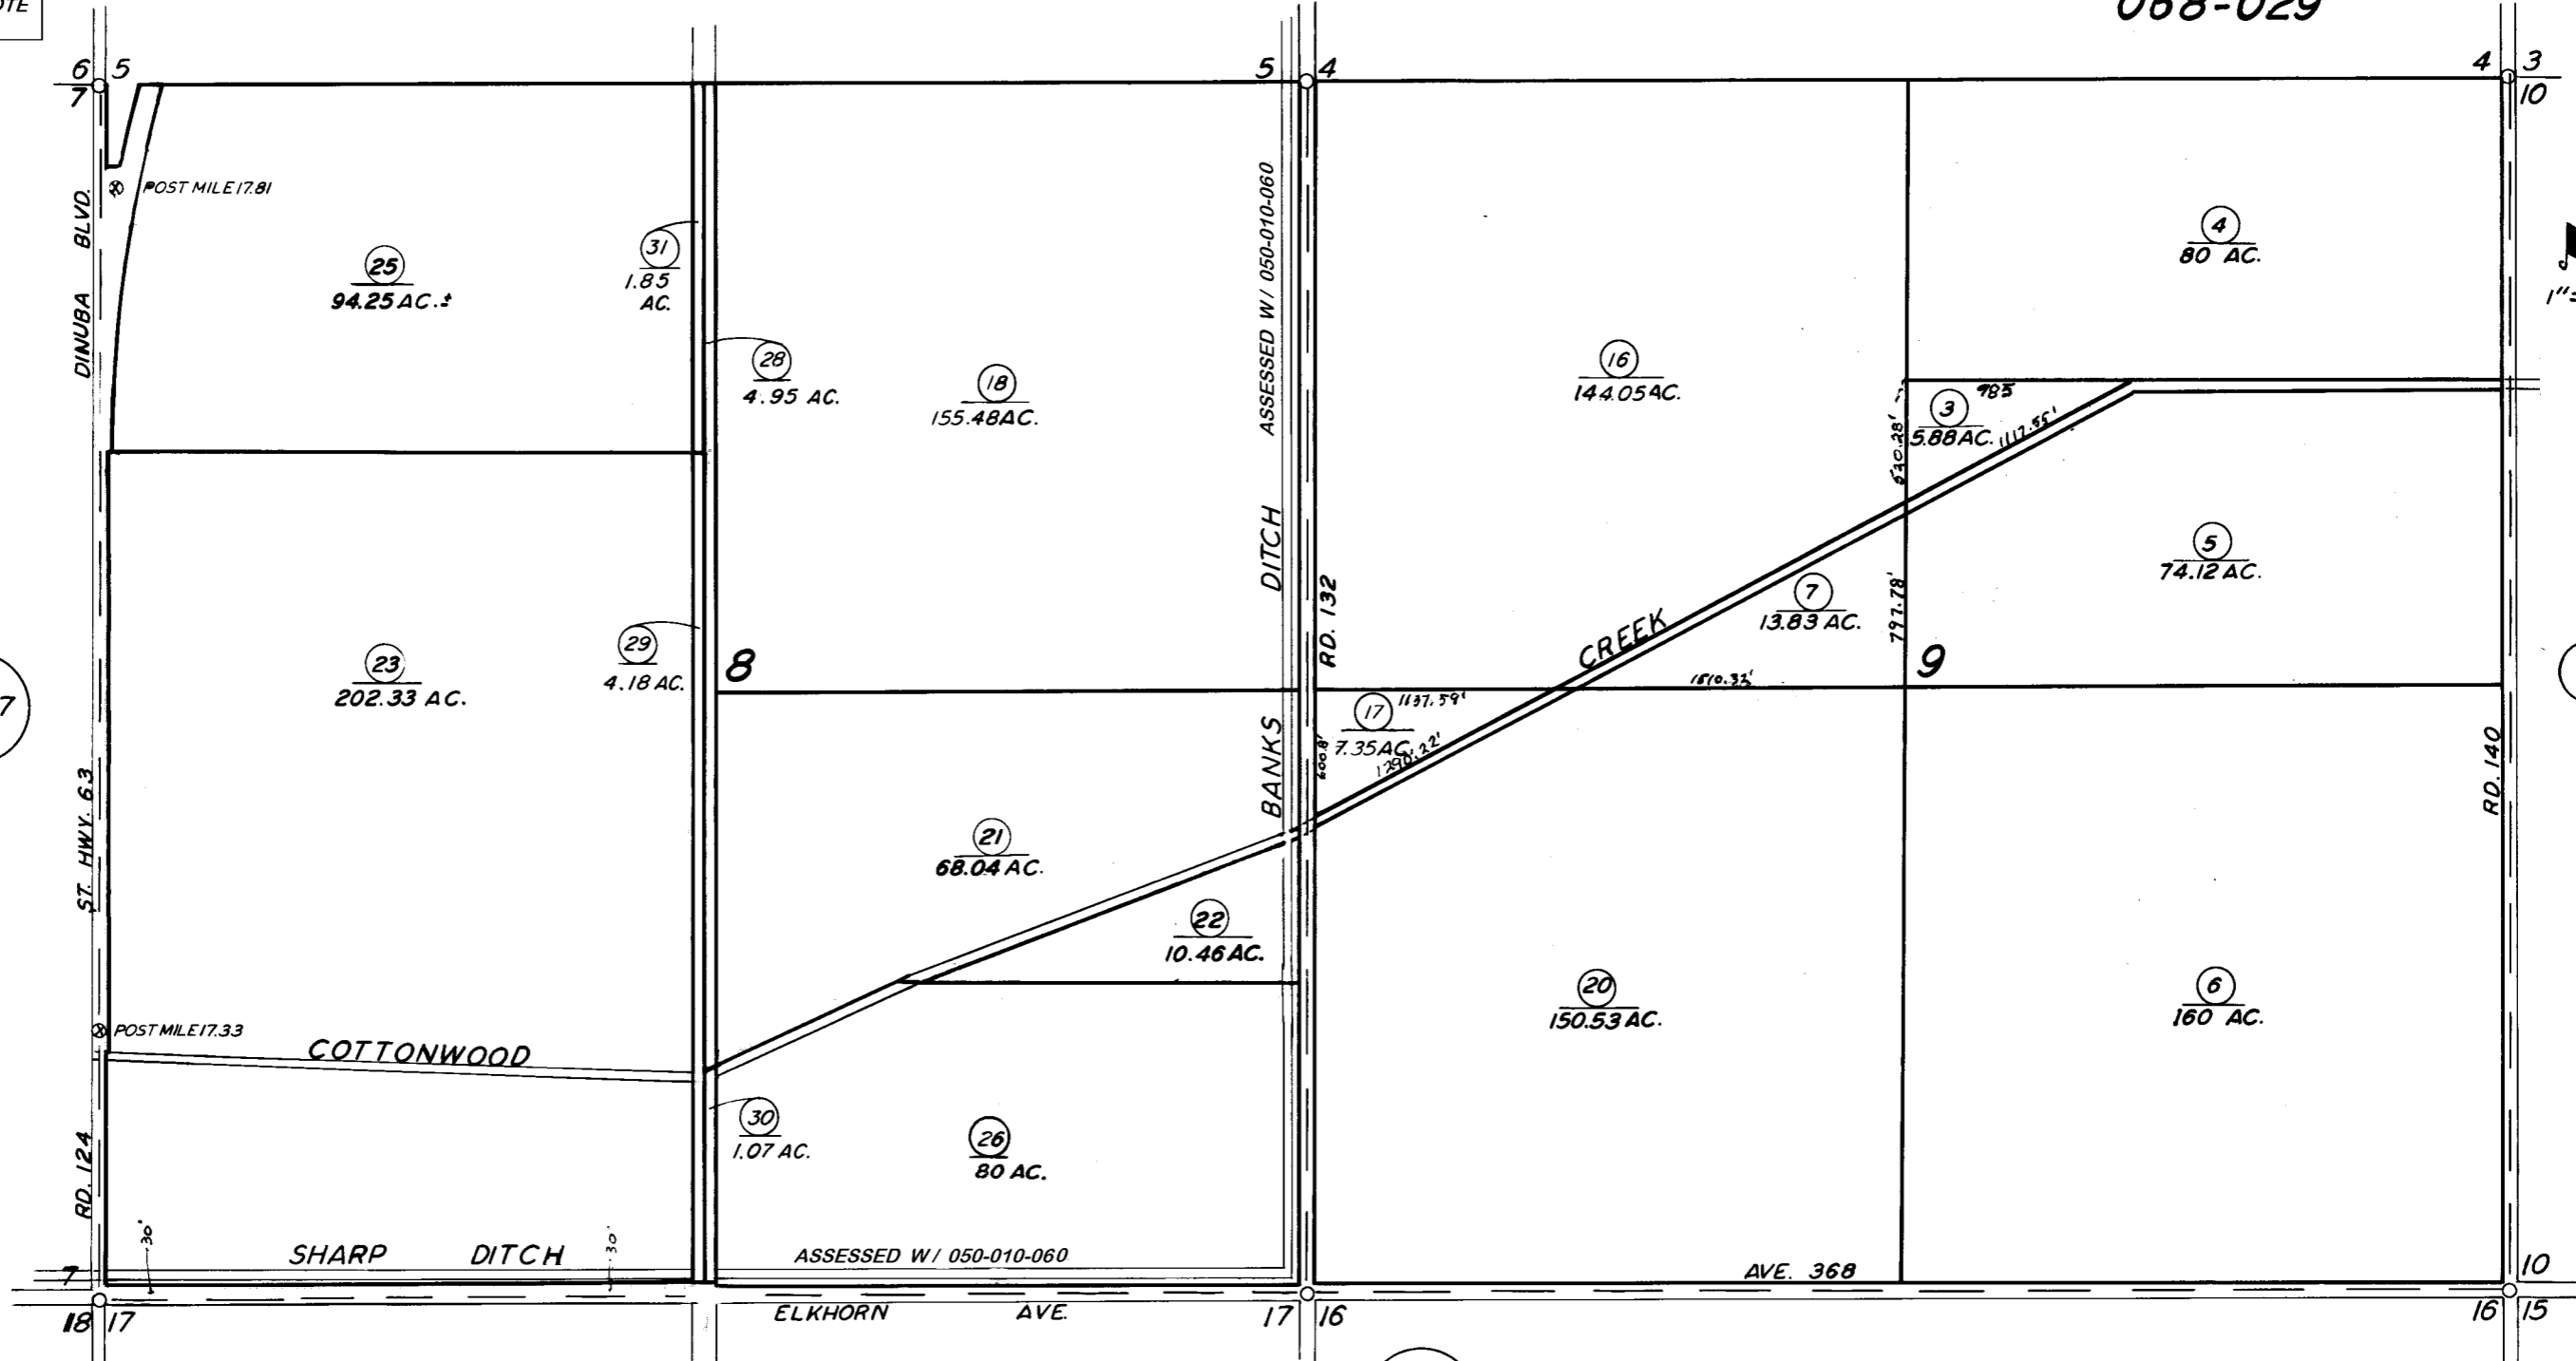 068-029
6 5
7
5 4
4 3
10
POST MILE 17.81
DINUBA BLVD.
25
94.25 AC.±
31
1.85
AC.
28
4.95 AC.
18
155.48 AC.
ASSESSED W/ 050-010-060
BANKS DITCH
RD. 132
16
144.05 AC.
4
80 AC.
1"=
985
3
5.88 AC.
1117.55'
520.28'
5
74.12 AC.
7
13.83 AC.
797.78'
CREEK
23
202.33 AC.
29
4.18 AC.
8
9
7
17
7.35 AC.
1137.59'
1290.22'
600.8'
ST. HWY. 63
RD. 140
21
68.04 AC.
22
10.46 AC.
20
150.53 AC.
6
160 AC.
POST MILE 17.33
COTTONWOOD
30
1.07 AC.
26
80 AC.
RD. 124
30'
30'
SHARP DITCH
ASSESSED W/ 050-010-060
AVE. 368
7
10
ELKHORN AVE.
18 17
17 16
16 15